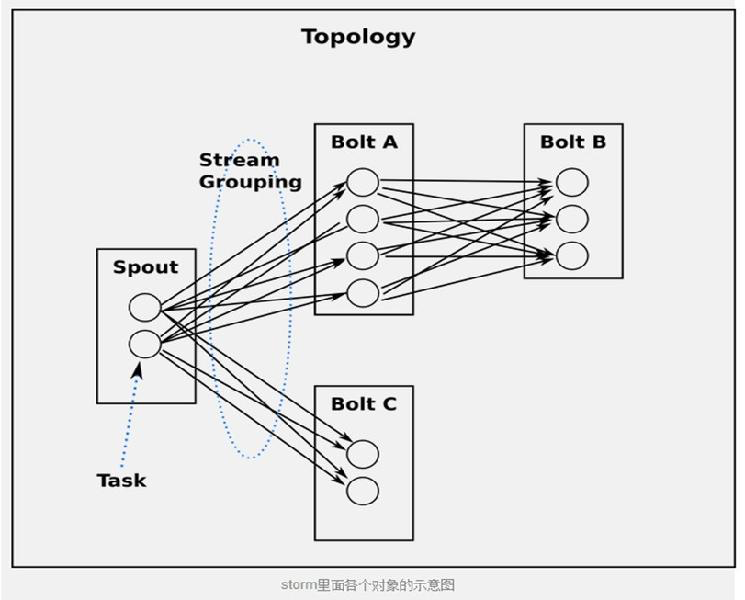 Topology
Bolt A
Bolt B
Stream
Grouping
Spout
Bolt C
Task
storm里面各个对象的示意图